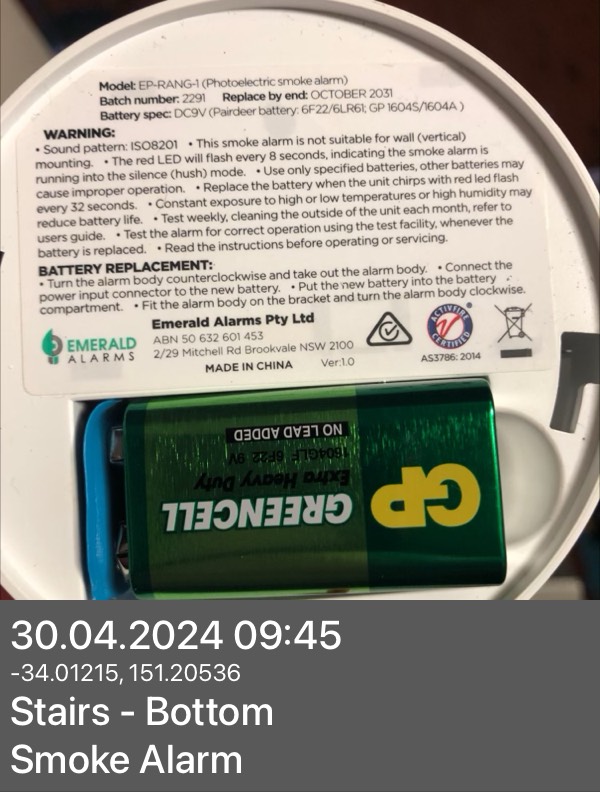 Model: EP-RANG-1 (Photoelectric smoke alarm)
Batch number: 2291 Replace by end: OCTOBER 2031
Battery spec: DC9V (Pairdeer battery: 6F22/6LR61; GP 1604S/1604A )
WARNING:
• Sound pattern: ISO8201 • This smoke alarm is not suitable for wall (vertical)
mounting. • The red LED will flash every 8 seconds, indicating the smoke alarm is
running into the silence (hush) mode. • Use only specified batteries, other batteries may
cause improper operation. • Replace the battery when the unit chirps with red led flash
every 32 seconds. • Constant exposure to high or low temperatures or high humidity may
reduce battery life. • Test weekly, cleaning the outside of the unit each month, refer to
users guide. • Test the alarm for correct operation using the test facility, whenever the
battery is replaced. • Read the instructions before operating or servicing.
BATTERY REPLACEMENT:
• Turn the alarm body counterclockwise and take out the alarm body. • Connect the
power input connector to the new battery. • Put the new battery into the battery
compartment. • Fit the alarm body on the bracket and turn the alarm body clockwise.
EMERALD
ALARMS
Emerald Alarms Pty Ltd
ABN 50 632 601 453
2/29 Mitchell Rd Brookvale NSW 2100
MADE IN CHINA Ver:1.0
ACTIVFIRE
CERTIFIED
AS3786: 2014
GP
GREENCELL
Extra Heavy Duty
1604GLF 6F22 9V
NO LEAD ADDED
30.04.2024 09:45
-34.01215, 151.20536
Stairs - Bottom
Smoke Alarm